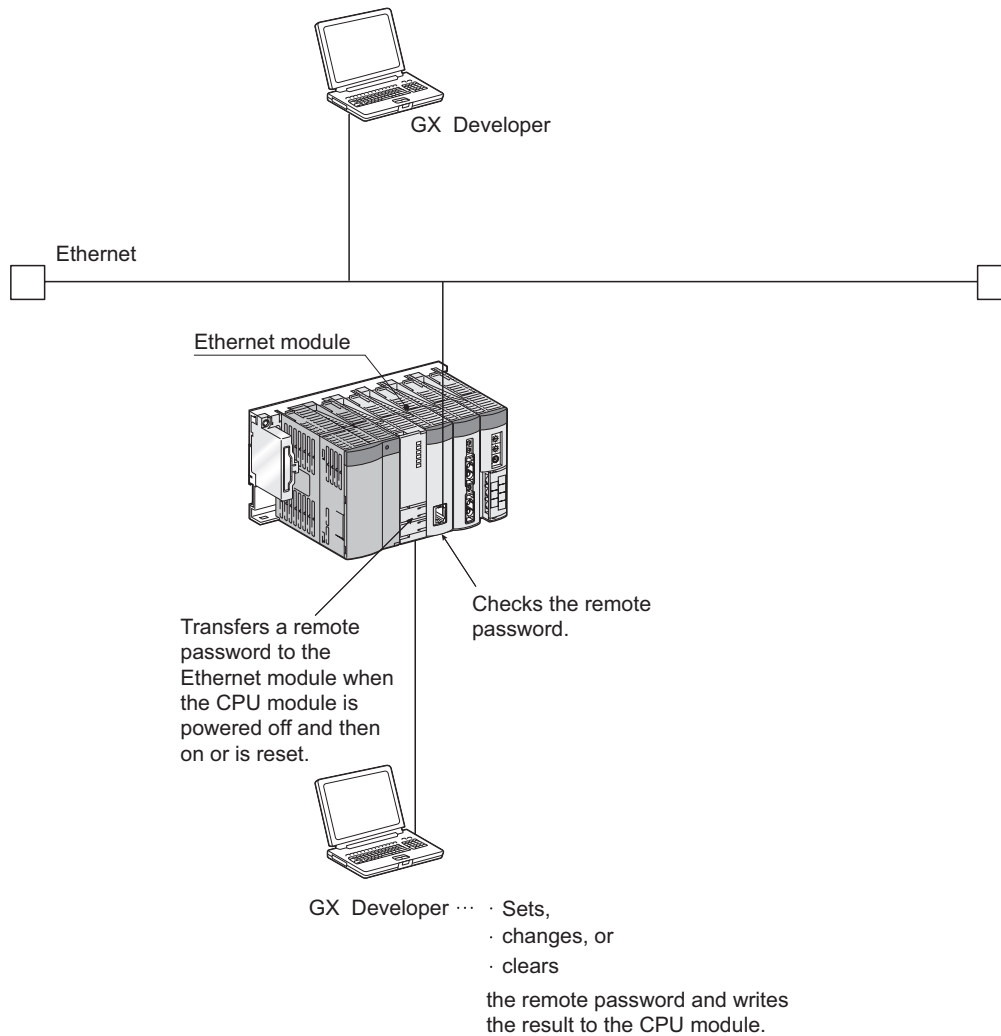 GX Developer
Ethernet
Ethernet module
Checks the remote
password.
Transfers a remote
password to the
Ethernet module when
the CPU module is
powered off and then
on or is reset.
GX Developer ··· · Sets,
· changes, or
· clears
the remote password and writes
the result to the CPU module.